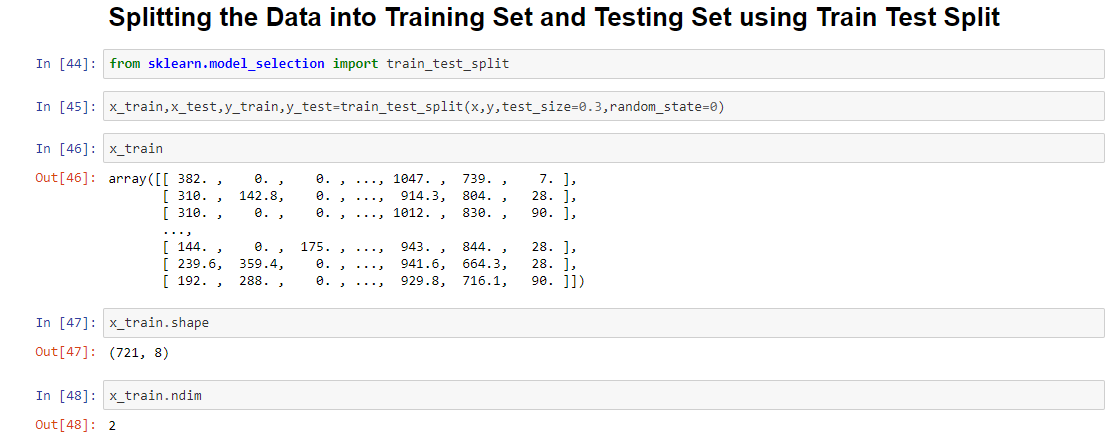 Splitting the Data into Training Set and Testing Set using Train Test Split
In [44]: from sklearn.model_selection import train_test_split
In [45]: x_train,x_test,y_train,y_test=train_test_split(x,y,test_size=0.3,random_state=0)
In [46]: x_train
Out[46]: array([[ 382. ,    0. ,    0. , ..., 1047. ,  739. ,    7. ],
       [ 310. ,  142.8,    0. , ...,  914.3,  804. ,   28. ],
       [ 310. ,    0. ,    0. , ..., 1012. ,  830. ,   90. ],
       ...,
       [ 144. ,    0. ,  175. , ...,  943. ,  844. ,   28. ],
       [ 239.6,  359.4,    0. , ...,  941.6,  664.3,   28. ],
       [ 192. ,  288. ,    0. , ...,  929.8,  716.1,   90. ]])
In [47]: x_train.shape
Out[47]: (721, 8)
In [48]: x_train.ndim
Out[48]: 2